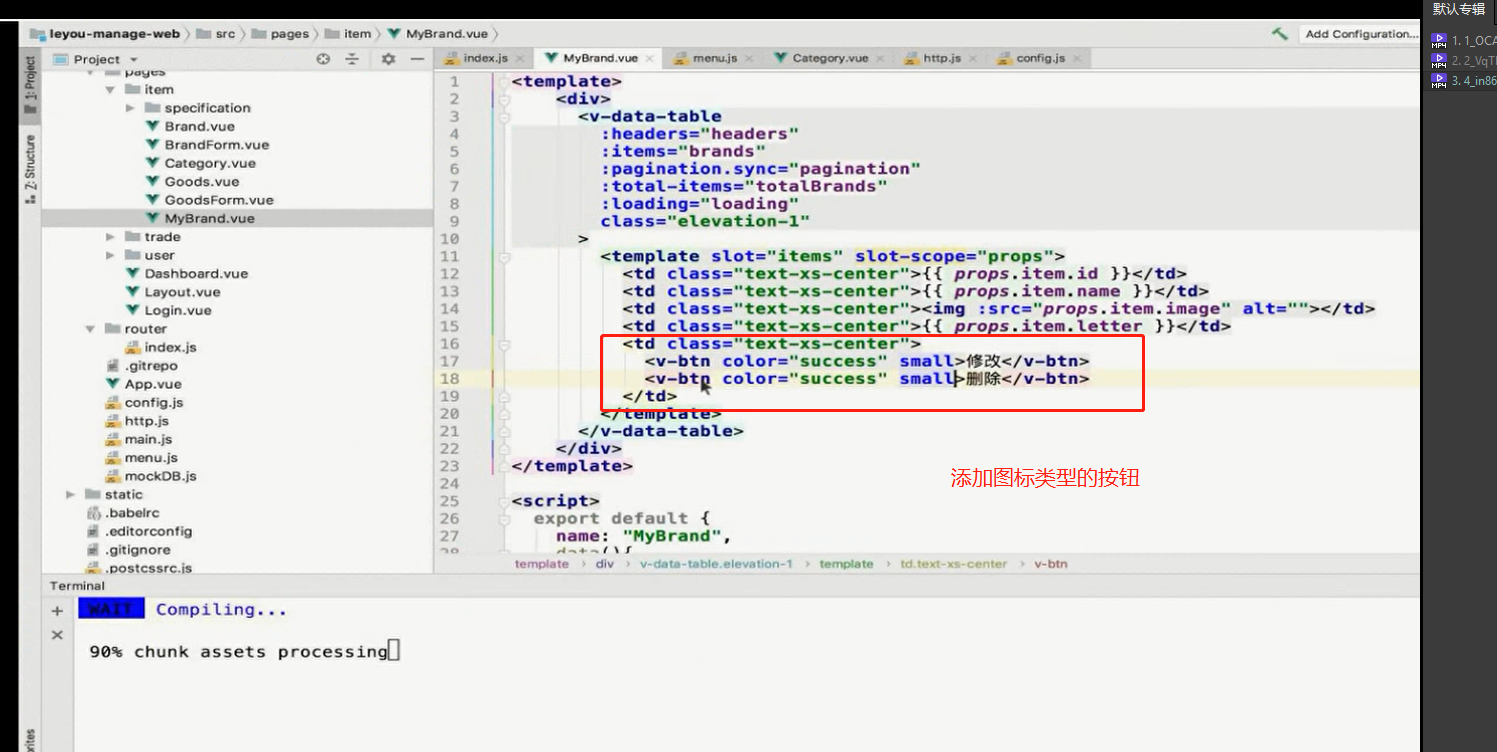 默认专辑
1. 1_OCA
2. 2_VqTl
3. 4_in86
leyou-manage-web
src
pages
item
MyBrand.vue
Add Configuration...
1: Project
Project
index.js
MyBrand.vue
menu.js
Category.vue
http.js
config.js
pages
item
specification
Brand.vue
BrandForm.vue
Category.vue
Goods.vue
GoodsForm.vue
MyBrand.vue
trade
user
Dashboard.vue
Layout.vue
Login.vue
router
index.js
.gitrepo
App.vue
config.js
http.js
main.js
menu.js
mockDB.js
static
.babelrc
.editorconfig
.gitignore
.postcssrc.js
Z: Structure
1 <template>
2 <div>
3 <v-data-table
4 :headers="headers"
5 :items="brands"
6 :pagination.sync="pagination"
7 :total-items="totalBrands"
8 :loading="loading"
9 class="elevation-1"
10 >
11 <template slot="items" slot-scope="props">
12 <td class="text-xs-center">{{ props.item.id }}</td>
13 <td class="text-xs-center">{{ props.item.name }}</td>
14 <td class="text-xs-center"><img :src="props.item.image" alt=""></td>
15 <td class="text-xs-center">{{ props.item.letter }}</td>
16 <td class="text-xs-center">
17 <v-btn color="success" small>修改</v-btn>
18 <v-btn color="success" small>删除</v-btn>
19 </td>
20 </template>
21 </v-data-table>
22 </div>
23 </template>
24
25 <script>
26 export default {
27 name: "MyBrand",
28 data(){
添加图标类型的按钮
template › div › v-data-table.elevation-1 › template › td.text-xs-center › v-btn
Terminal
WAIT Compiling...
90% chunk assets processing